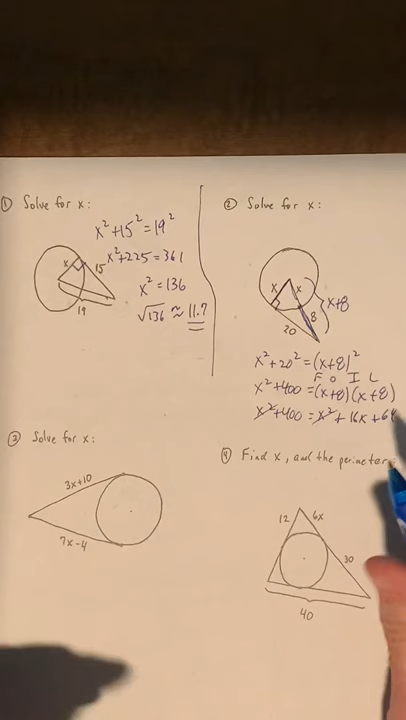 ① Solve for x:
x² + 15² = 19²
x² + 225 = 361
x² = 136
√136 ≈ 11.7
x
15
19
② Solve for x:
x
x
8
x+8
20
x² + 20² = (x+8)²
F O I L
x² + 400 = (x+8)(x+8)
x² + 400 = x² + 16x + 64
③ Solve for x:
3x+10
7x-4
④ Find x, and the perimeter:
12
6x
30
40